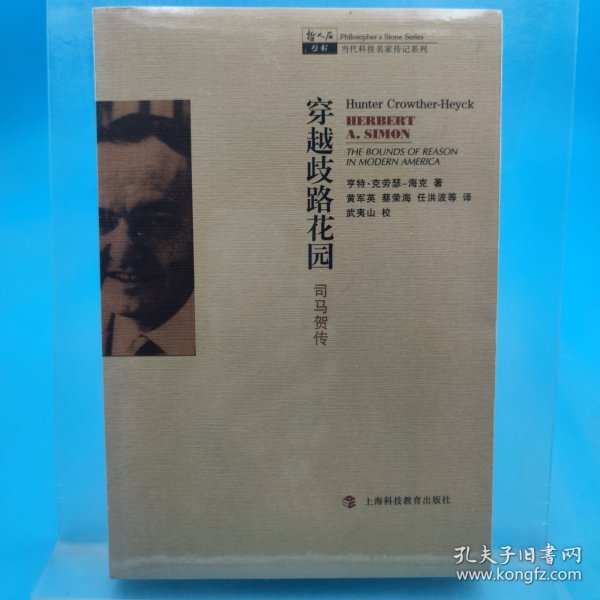 哲人石
丛书
Philosopher's Stone Series
当代科技名家传记系列
穿越歧路花园
司马贺传
Hunter Crowther-Heyck
HERBERT
A. SIMON
THE BOUNDS OF REASON
IN MODERN AMERICA
亨特·克劳瑟-海克 著
黄军英 蔡荣海 任洪波等 译
武夷山 校
上海科技教育出版社
孔夫子旧书网
www.kongfz.com